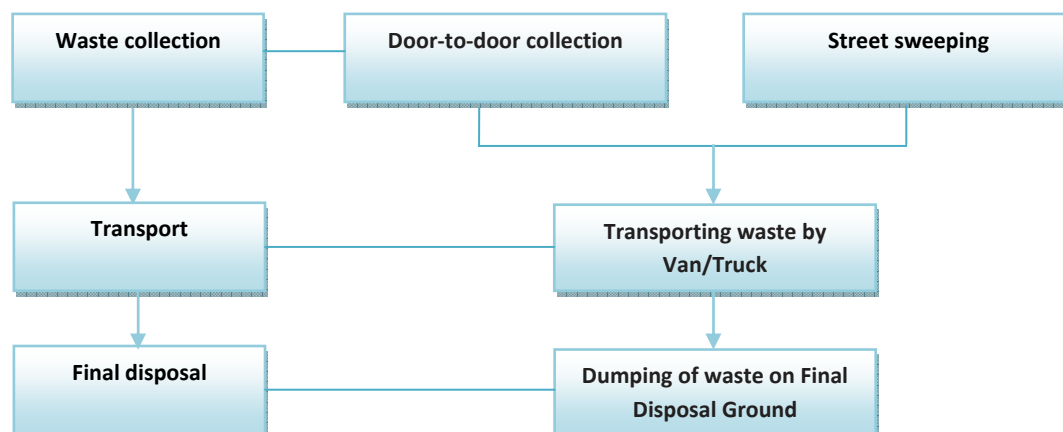 Waste collection
Door-to-door collection
Street sweeping
Transport
Transporting waste by
Van/Truck
Final disposal
Dumping of waste on Final
Disposal Ground